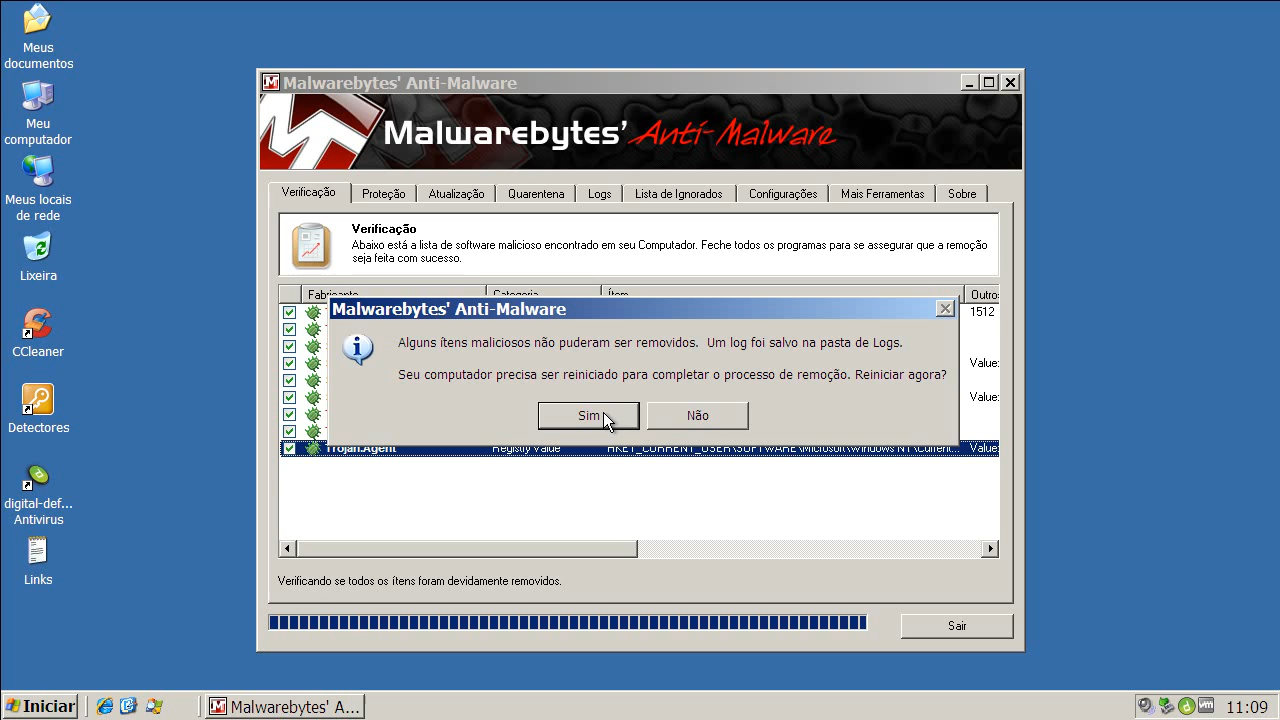 Meus
documentos
Meu
computador
Meus locais
de rede
Lixeira
CCleaner
Detectores
digital-def...
Antivirus
Links
Malwarebytes' Anti-Malware
Malwarebytes' Anti-Malware
Verificação
Proteção
Atualização
Quarentena
Logs
Lista de Ignorados
Configurações
Mais Ferramentas
Sobre
Verificação
Abaixo está a lista de software malicioso encontrado em seu Computador. Feche todos os programas para se assegurar que a remoção
seja feita com sucesso.
Fabricante Categoria Ítem Outros
1512
Malwarebytes' Anti-Malware
Alguns ítens maliciosos não puderam ser removidos. Um log foi salvo na pasta de Logs.
Seu computador precisa ser reiniciado para completar o processo de remoção. Reiniciar agora?
Sim
Não
Value:
Value:
Trojan.Agent Registry Value HKEY_CURRENT_USER\SOFTWARE\Microsoft\Windows NT\Current... Value:
Verificando se todos os ítens foram devidamente removidos.
Sair
Iniciar
Malwarebytes' A...
11:09